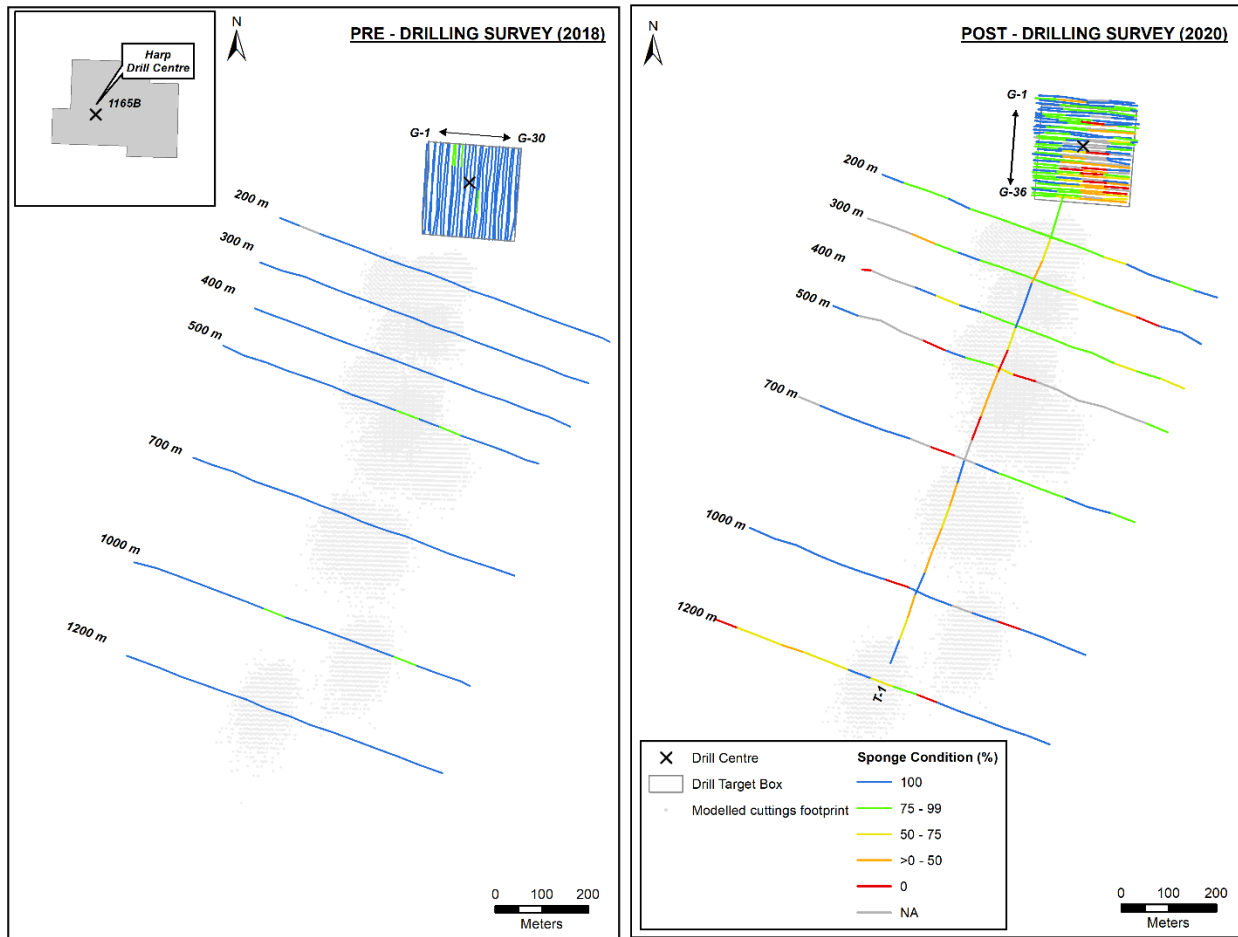 PRE - DRILLING SURVEY (2018)
N
Harp
Drill Centre
1165B
G-1
G-30
200 m
300 m
400 m
500 m
700 m
1000 m
1200 m
0 100 200
Meters
POST - DRILLING SURVEY (2020)
N
G-1
G-36
200 m
300 m
400 m
500 m
700 m
1000 m
1200 m
T-1
Drill Centre
Drill Target Box
Modelled cuttings footprint
Sponge Condition (%)
100
75 - 99
50 - 75
>0 - 50
0
NA
0 100 200
Meters